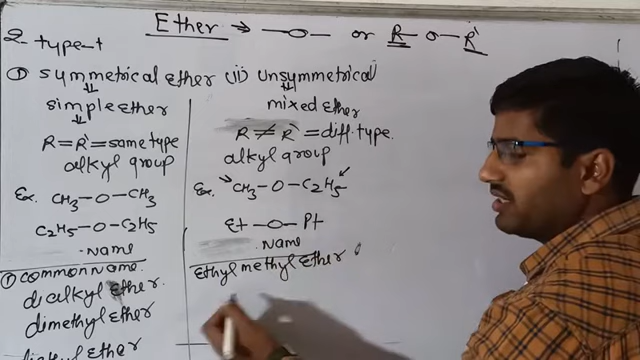 Ether → —O— or R—O—R'
2 type→
① symmetrical ether (ii) unsymmetrical
simple ether
R = R' = same type
alkyl group
Ex. CH3—O—CH3
C2H5—O—C2H5
Name
① common name.
dialkyl Ether.
dimethyl Ether
Ether
mixed Ether
R ≠ R' = diff. type.
alkyl group
Ex. CH3—O—C2H5
Et—O—Pt
Name
Ethyl methyl Ether